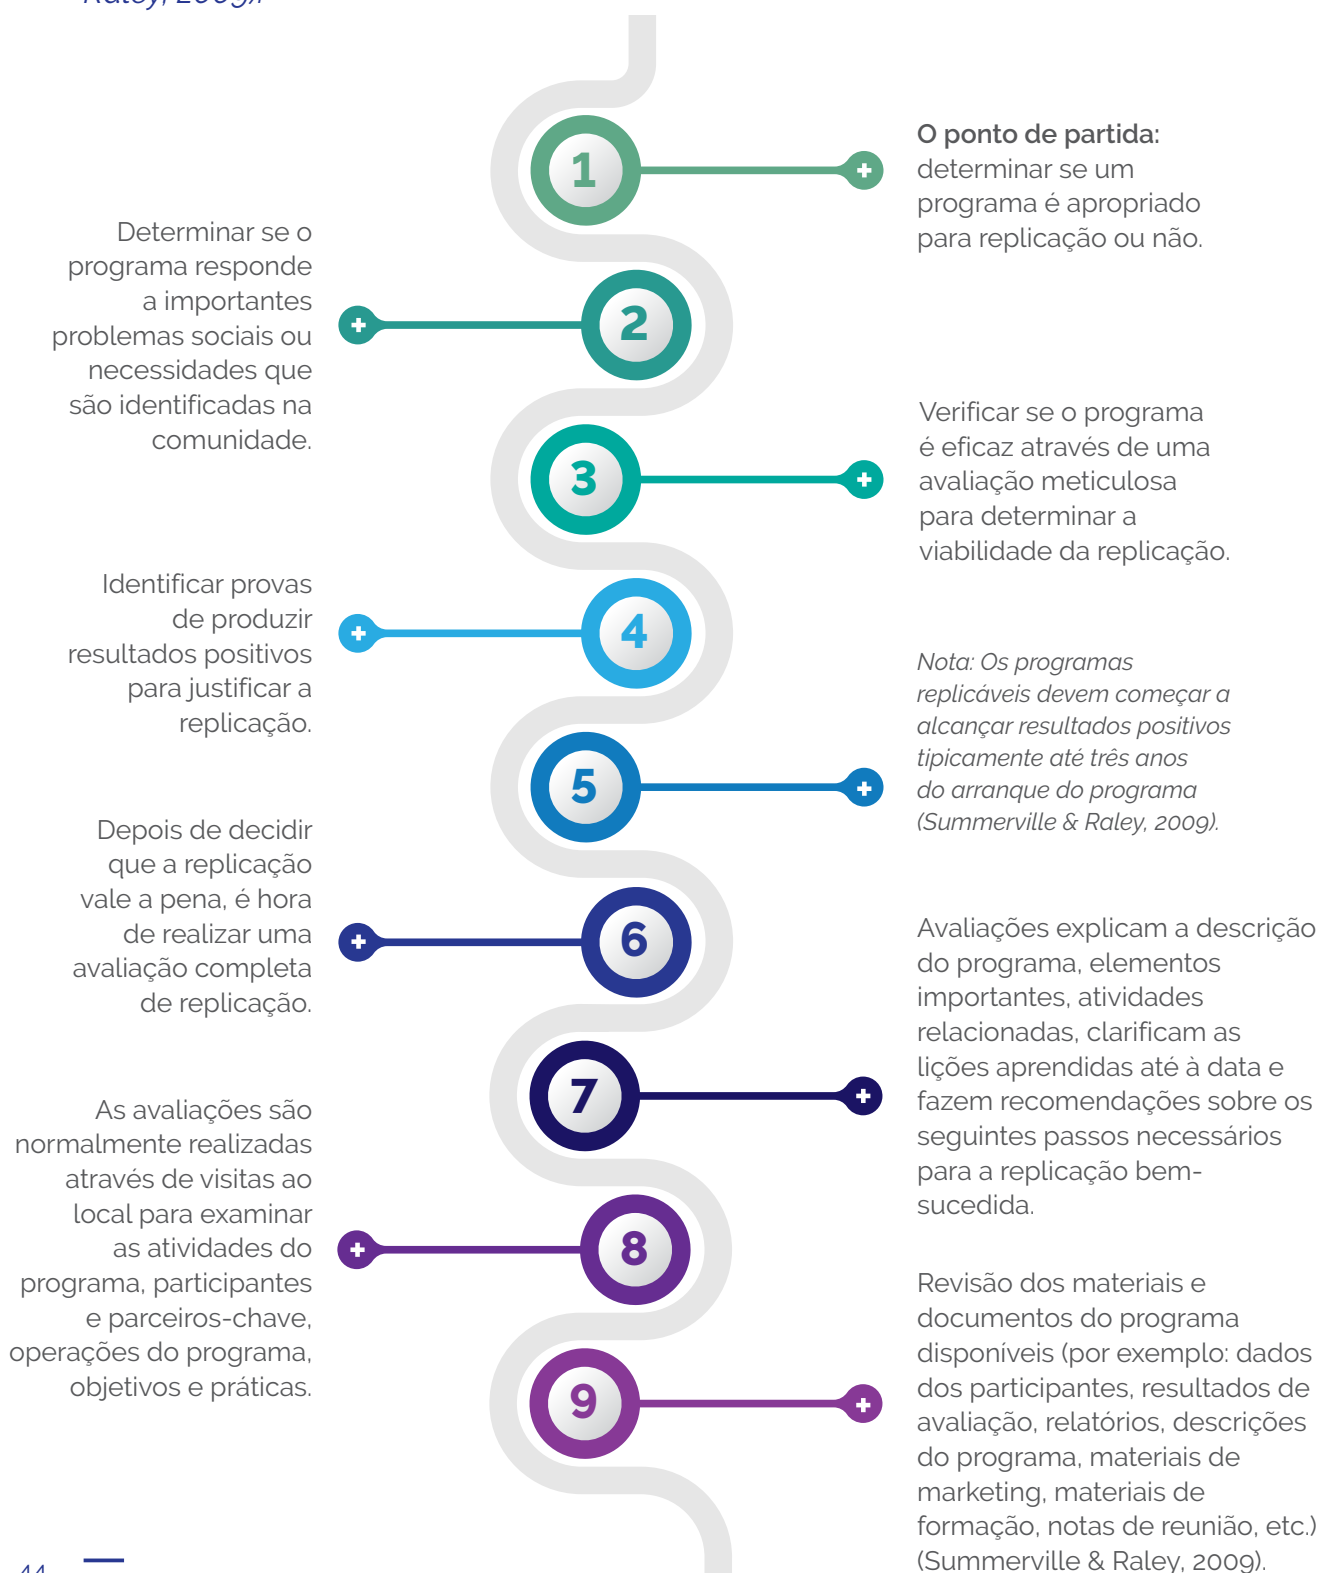 Raley, 2009).
1
O ponto de partida:
determinar se um
programa é apropriado
para replicação ou não.
Determinar se o
programa responde
a importantes
problemas sociais ou
necessidades que
são identificadas na
comunidade.
2
3
Verificar se o programa
é eficaz através de uma
avaliação meticulosa
para determinar a
viabilidade da replicação.
Identificar provas
de produzir
resultados positivos
para justificar a
replicação.
4
5
Nota: Os programas
replicáveis devem começar a
alcançar resultados positivos
tipicamente até três anos
do arranque do programa
(Summerville & Raley, 2009).
Depois de decidir
que a replicação
vale a pena, é hora
de realizar uma
avaliação completa
de replicação.
6
7
Avaliações explicam a descrição
do programa, elementos
importantes, atividades
relacionadas, clarificam as
lições aprendidas até à data e
fazem recomendações sobre os
seguintes passos necessários
para a replicação bem-
sucedida.
As avaliações são
normalmente realizadas
através de visitas ao
local para examinar
as atividades do
programa, participantes
e parceiros-chave,
operações do programa,
objetivos e práticas.
8
9
Revisão dos materiais e
documentos do programa
disponíveis (por exemplo: dados
dos participantes, resultados de
avaliação, relatórios, descrições
do programa, materiais de
marketing, materiais de
formação, notas de reunião, etc.)
(Summerville & Raley, 2009).
44